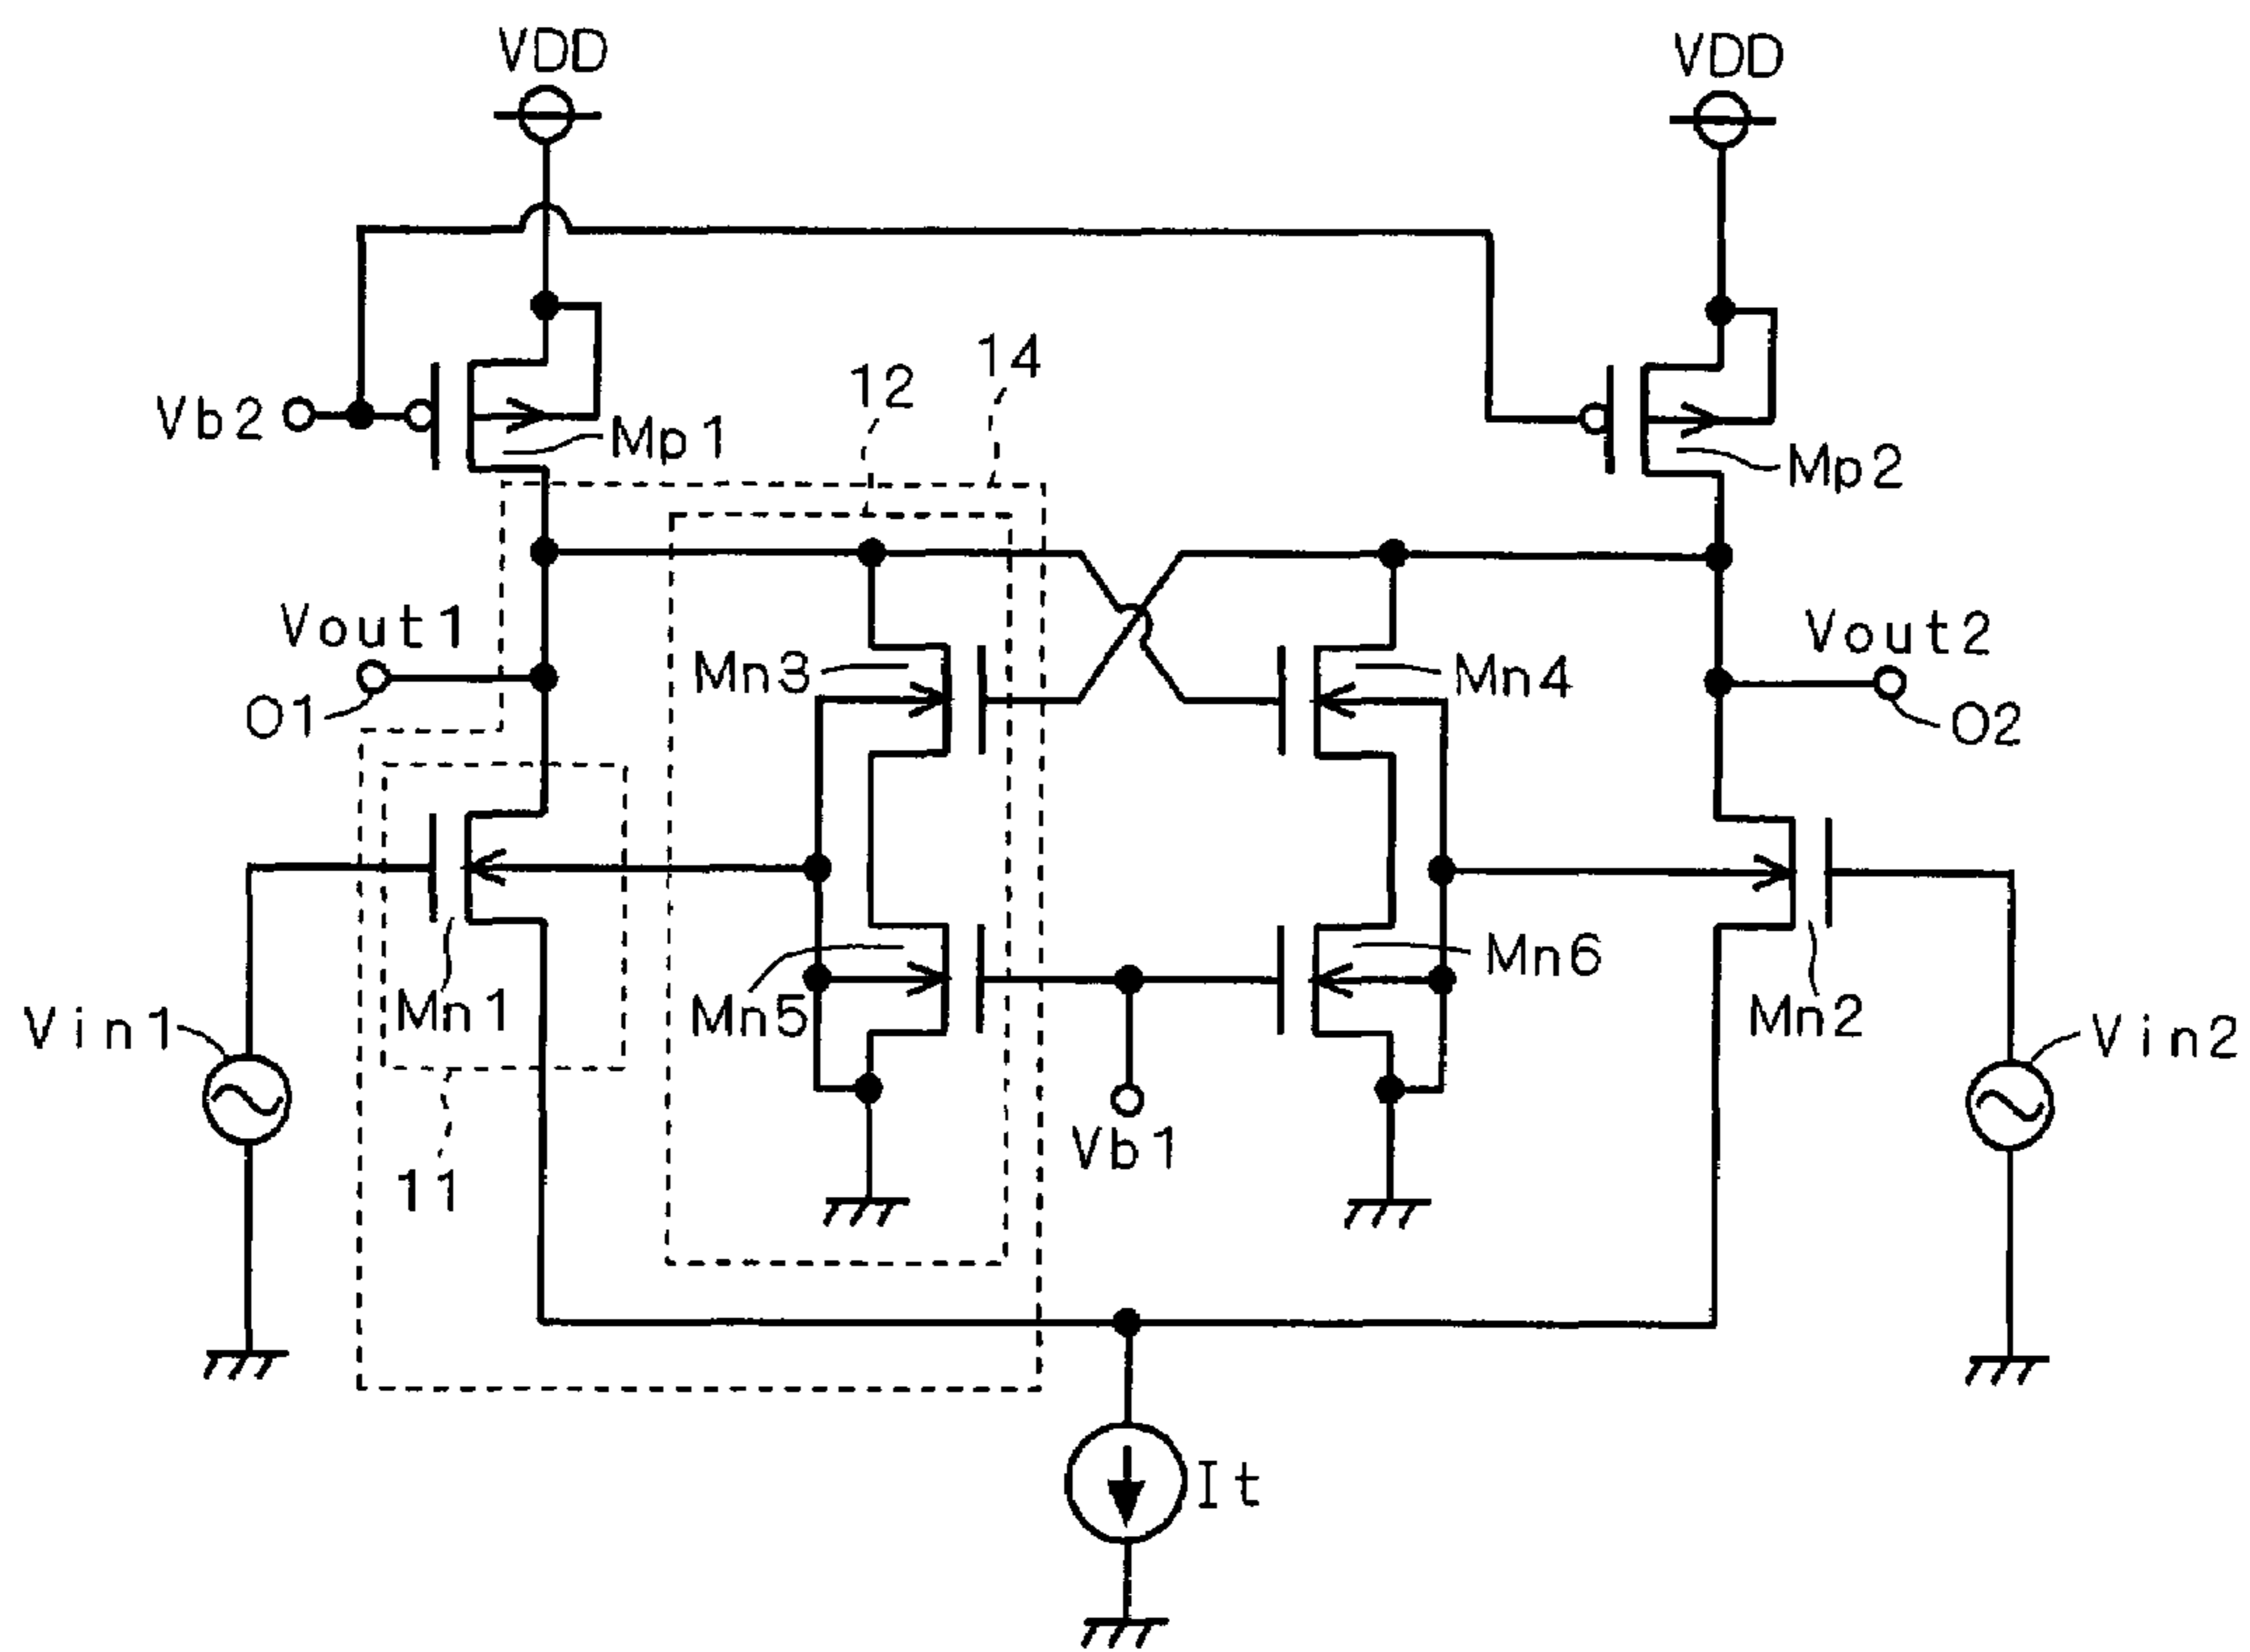 VDD
VDD
14
12
Vb2
Mp1
Mp2
Vout1
Vout2
Mn3
Mn4
O1
O2
Mn6
Mn1
Mn5
Mn2
Vin1
Vin2
Vb1
11
It